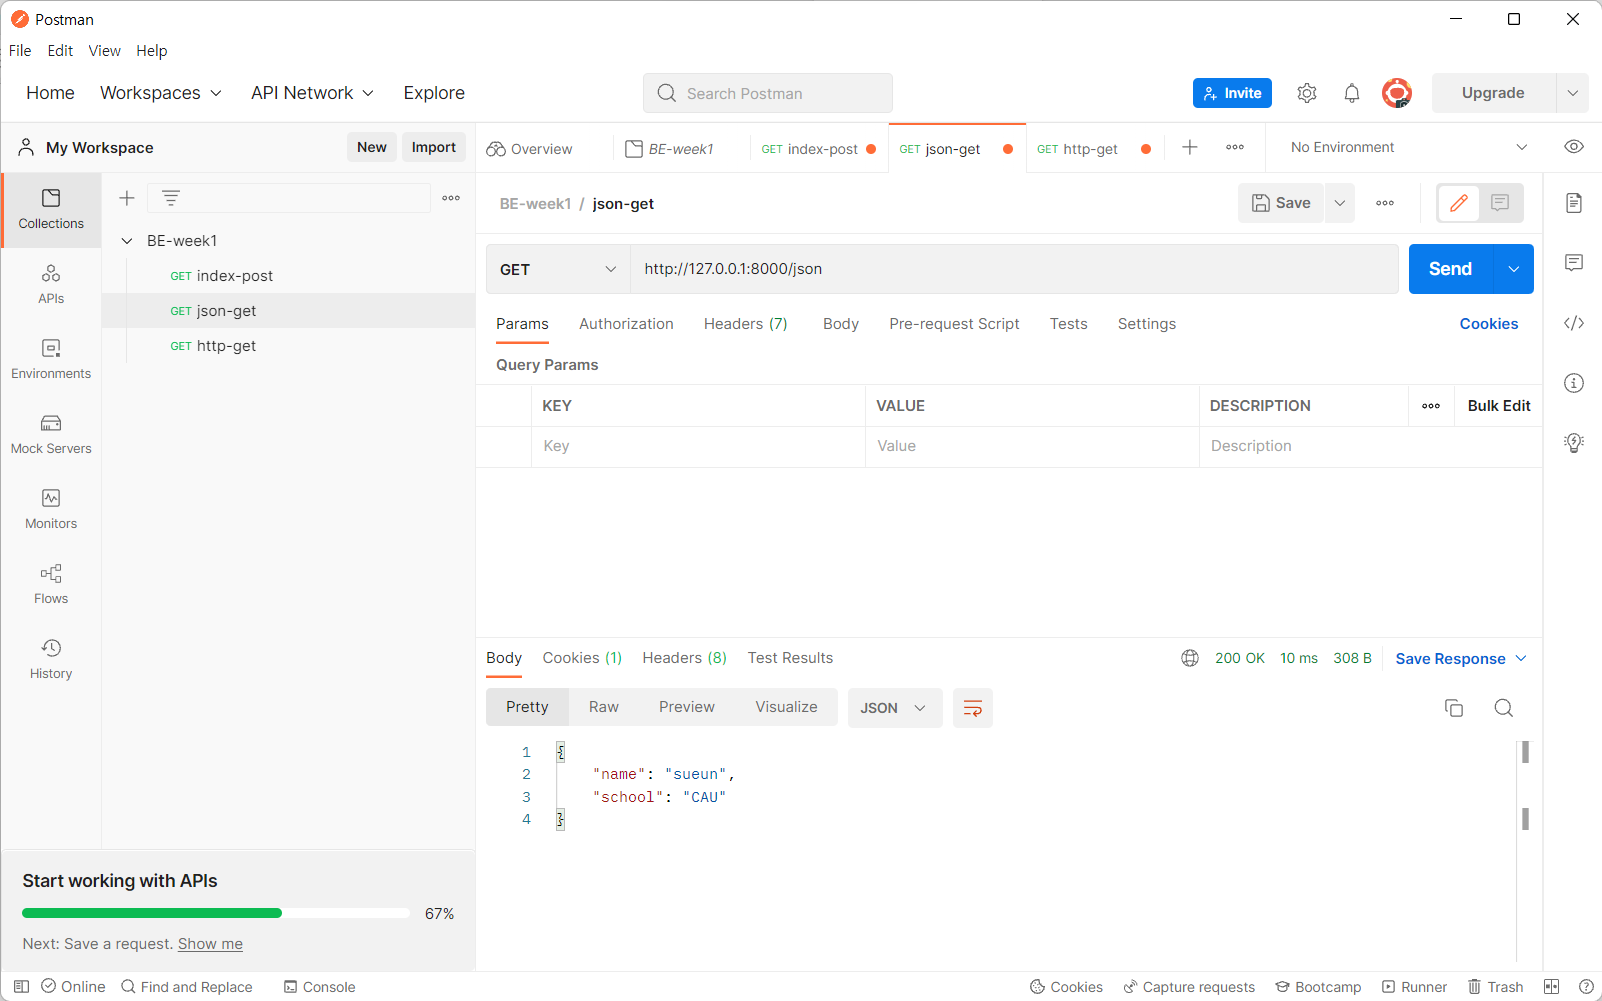 Postman
File Edit View Help
Home Workspaces API Network Explore Search Postman Invite Upgrade
My Workspace New Import
Overview BE-week1 GET index-post GET json-get GET http-get No Environment
Collections
APIs
Environments
Mock Servers
Monitors
Flows
History
BE-week1
GET index-post
GET json-get
GET http-get
BE-week1 / json-get Save
GET http://127.0.0.1:8000/json Send
Params Authorization Headers (7) Body Pre-request Script Tests Settings Cookies
Query Params
KEY VALUE DESCRIPTION Bulk Edit
Key Value Description
Body Cookies (1) Headers (8) Test Results 200 OK 10 ms 308 B Save Response
Pretty Raw Preview Visualize JSON
1 {
2 "name": "sueun",
3 "school": "CAU"
4 }
Start working with APIs
67%
Next: Save a request. Show me
Online Find and Replace Console Cookies Capture requests Bootcamp Runner Trash